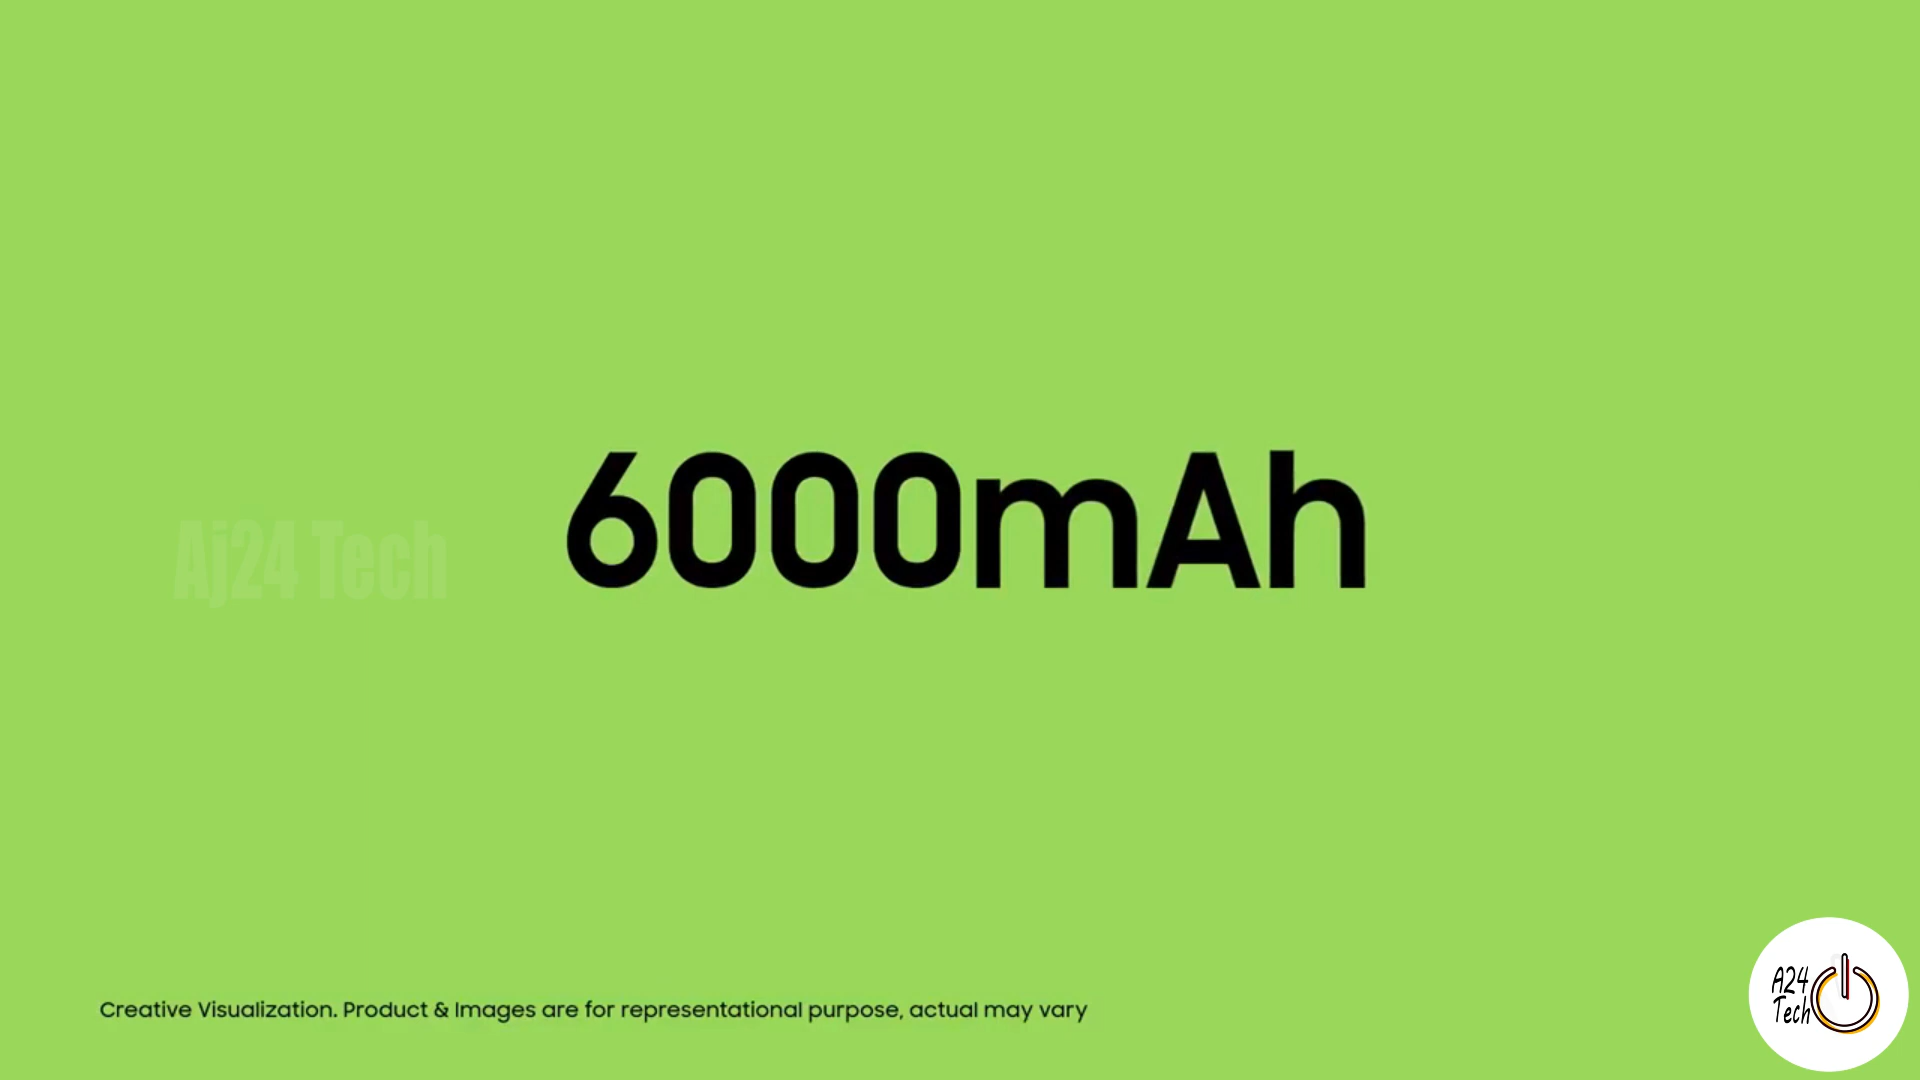 6000mAh
Aj24 Tech
Creative Visualization. Product & Images are for representational purpose, actual may vary
A24
Tech